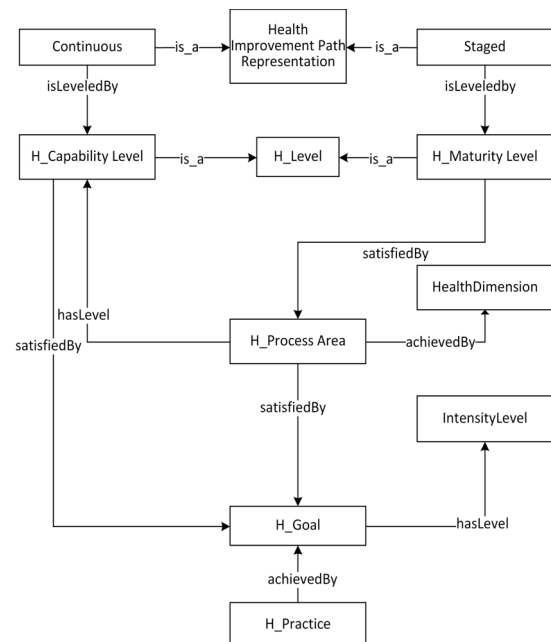 Continuous
is_a
Health
Improvement Path
Representation
is_a
Staged
isLeveledBy
isLeveledby
H_Capability Level
is_a
H_Level
is_a
H_Maturity Level
satisfiedBy
HealthDimension
hasLevel
satisfiedBy
H_Process Area
achievedBy
satisfiedBy
IntensityLevel
H_Goal
hasLevel
achievedBy
H_Practice